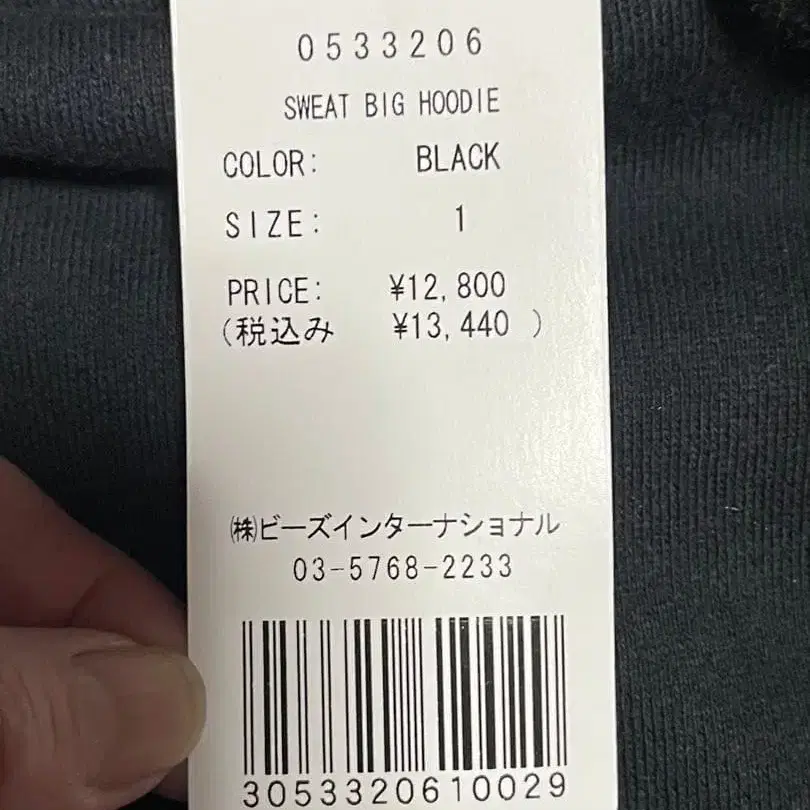 0533206
SWEAT BIG HOODIE
COLOR: BLACK
SIZE: 1
PRICE: ¥12,800
(税込み ¥13,440 )
㈱ビーズインターナショナル
03-5768-2233
3053320610029